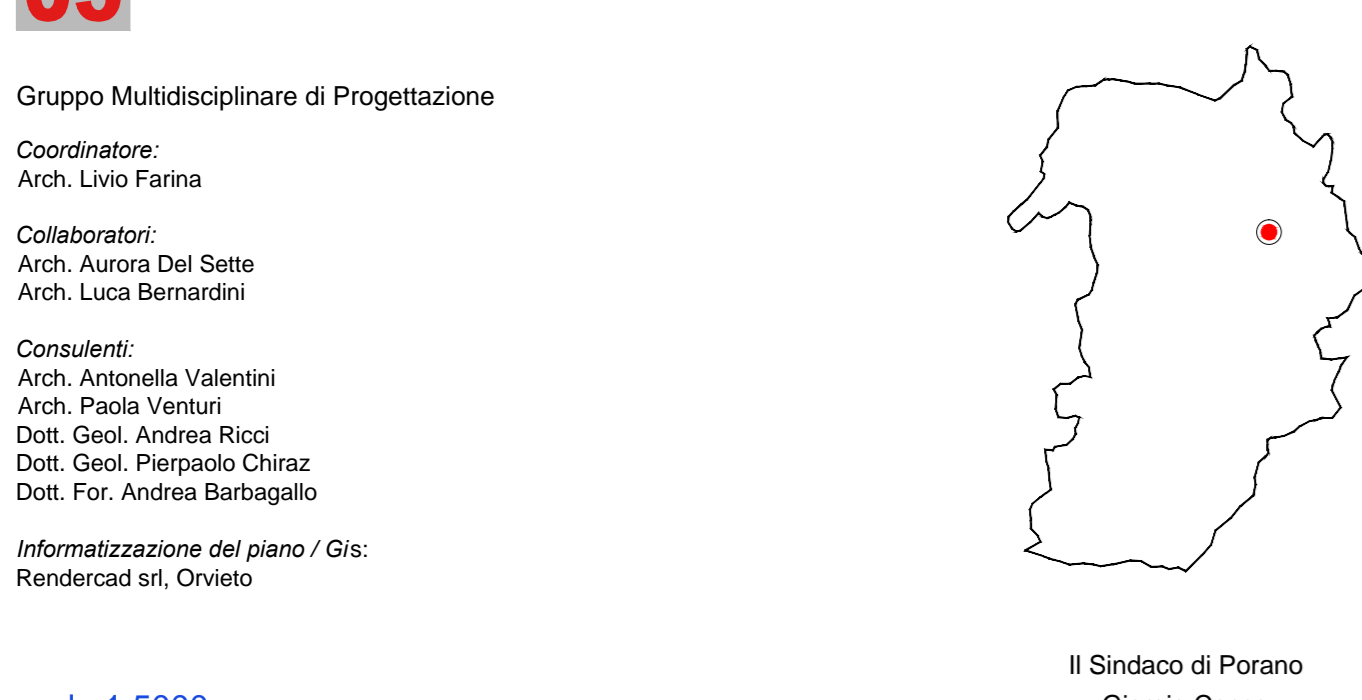 Gruppo Multidisciplinare di Progettazione
Coordinatore:
Arch. Livio Farina
Collaboratori:
Arch. Aurora Del Sette
Arch. Luca Bernardini
Consulenti:
Arch. Antonella Valentini
Arch. Paola Venturi
Dott. Geol. Andrea Ricci
Dott. Geol. Pierpaolo Chiraz
Dott. For. Andrea Barbagallo
Informatizzazione del piano / Gis:
Rendercad srl, Orvieto
Il Sindaco di Porano
Giorgio